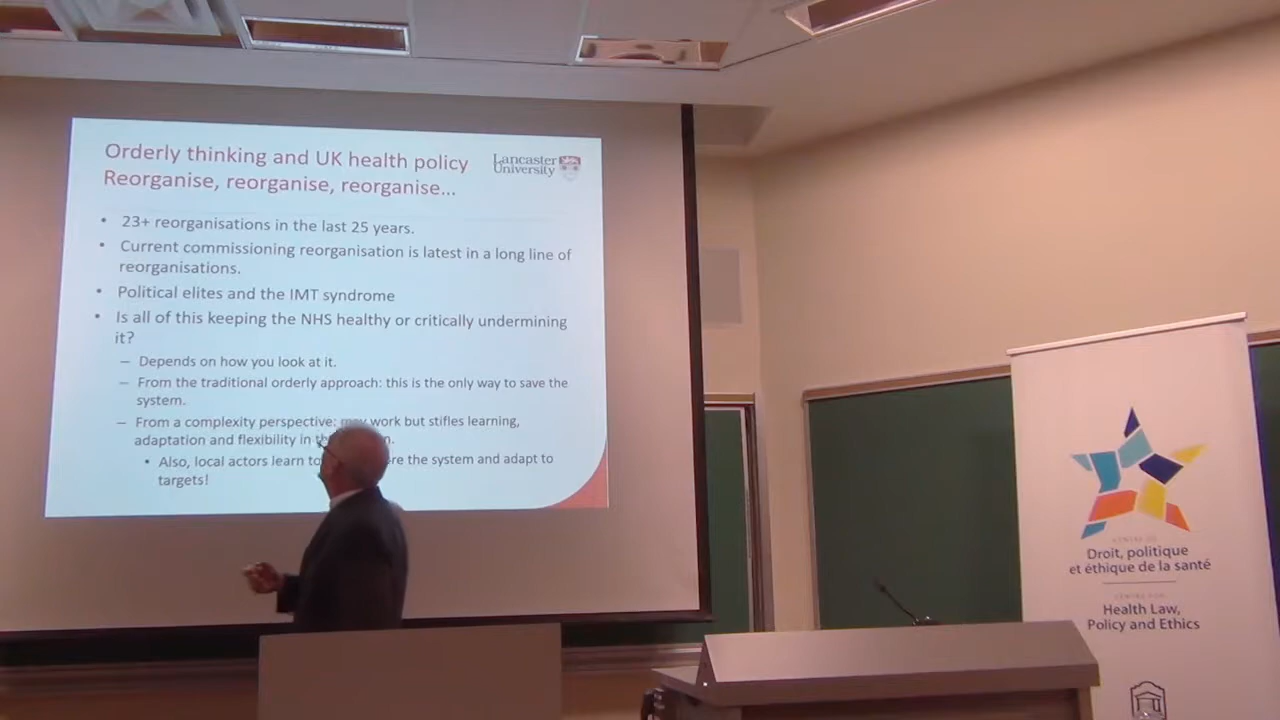 Orderly thinking and UK health policy
Reorganise, reorganise, reorganise...
Lancaster
University
• 23+ reorganisations in the last 25 years.
• Current commissioning reorganisation is latest in a long line of
reorganisations.
• Political elites and the IMT syndrome
• Is all of this keeping the NHS healthy or critically undermining
it?
– Depends on how you look at it.
– From the traditional orderly approach: this is the only way to save the
system.
– From a complexity perspective: may work but stifles learning,
adaptation and flexibility in
• Also, local actors learn to the system and adapt to
targets!
CENTRE DE
Droit, politique
et éthique de la santé
CENTRE FOR
Health Law,
Policy and Ethics